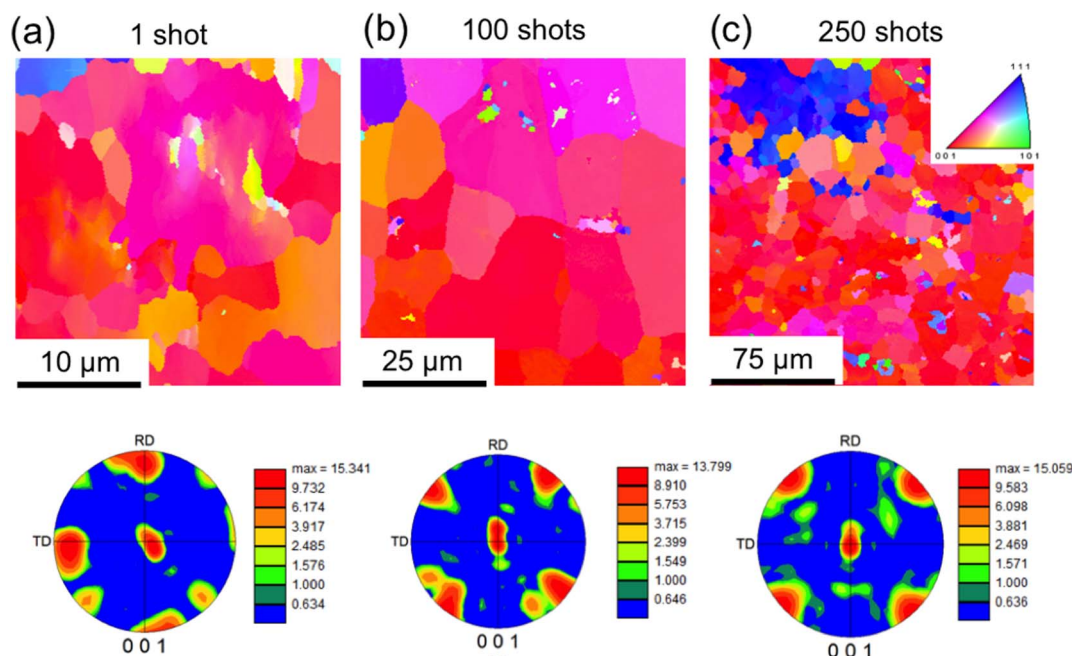 (a) 1 shot
(b) 100 shots
(c) 250 shots
1 1 1
0 0 1
1 0 1
10 µm
25 µm
75 µm
RD
TD
0 0 1
max = 15.341
9.732
6.174
3.917
2.485
1.576
1.000
0.634
RD
TD
0 0 1
max = 13.799
8.910
5.753
3.715
2.399
1.549
1.000
0.646
RD
TD
0 0 1
max = 15.059
9.583
6.098
3.881
2.469
1.571
1.000
0.636